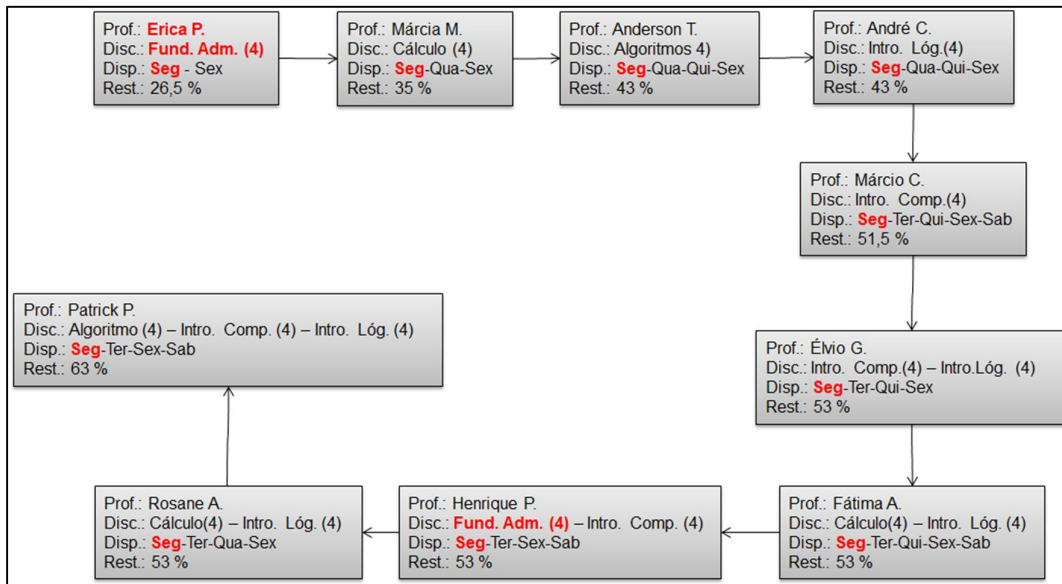 Prof.: Erica P.
Disc.: Fund. Adm. (4)
Disp.: Seg - Sex
Rest.: 26,5 %
Prof.: Márcia M.
Disc.: Cálculo (4)
Disp.: Seg-Qua-Sex
Rest.: 35 %
Prof.: Anderson T.
Disc.: Algoritmos 4)
Disp.: Seg-Qua-Qui-Sex
Rest.: 43 %
Prof.: André C.
Disc.: Intro. Lóg.(4)
Disp.: Seg-Qua-Qui-Sex
Rest.: 43 %
Prof.: Márcio C.
Disc.: Intro. Comp.(4)
Disp.: Seg-Ter-Qui-Sex-Sab
Rest.: 51,5 %
Prof.: Élvio G.
Disc.: Intro. Comp.(4) – Intro.Lóg. (4)
Disp.: Seg-Ter-Qui-Sex
Rest.: 53 %
Prof.: Fátima A.
Disc.: Cálculo(4) – Intro. Lóg. (4)
Disp.: Seg-Ter-Qui-Sex-Sab
Rest.: 53 %
Prof.: Henrique P.
Disc.: Fund. Adm. (4) – Intro. Comp. (4)
Disp.: Seg-Ter-Sex-Sab
Rest.: 53 %
Prof.: Rosane A.
Disc.: Cálculo(4) – Intro. Lóg. (4)
Disp.: Seg-Ter-Qua-Sex
Rest.: 53 %
Prof.: Patrick P.
Disc.: Algoritmo (4) – Intro. Comp. (4) – Intro. Lóg. (4)
Disp.: Seg-Ter-Sex-Sab
Rest.: 63 %